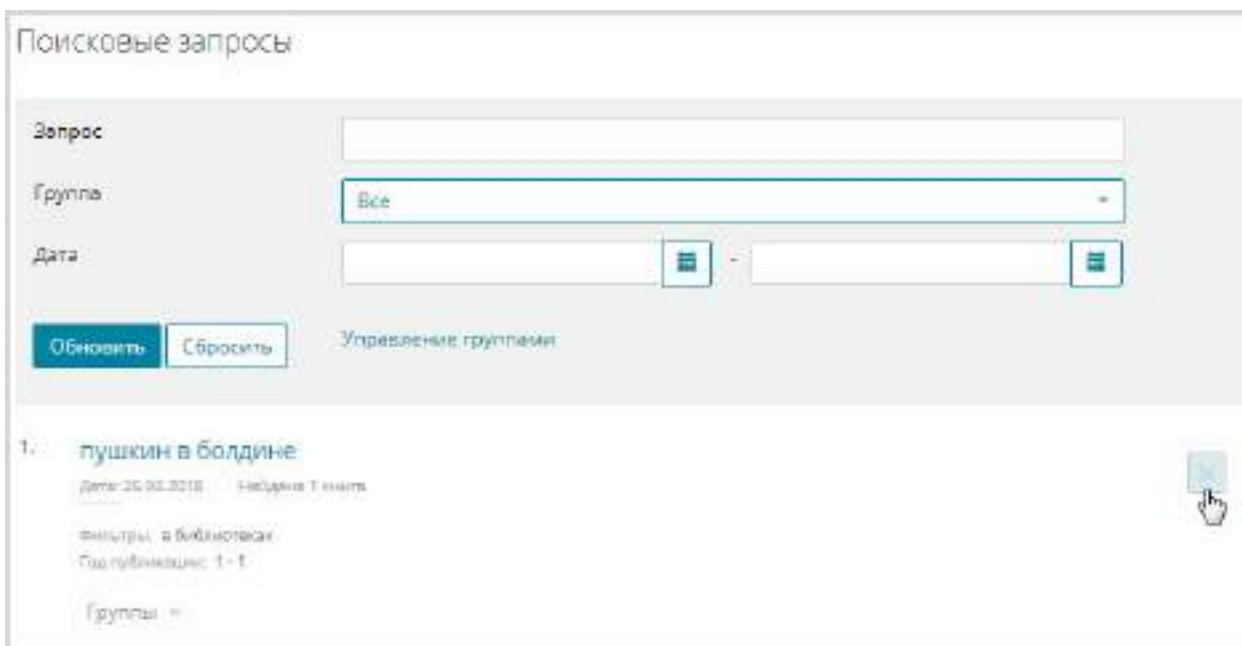 Поисковые запросы
Запрос
Группа
Все
Дата
-
Обновить
Сбросить
Управление группами
1. пушкин в болдине
Дата: Найдена 1 книга
Фильтры: в библиотеках
Год публикации: 1 - 1
Группы